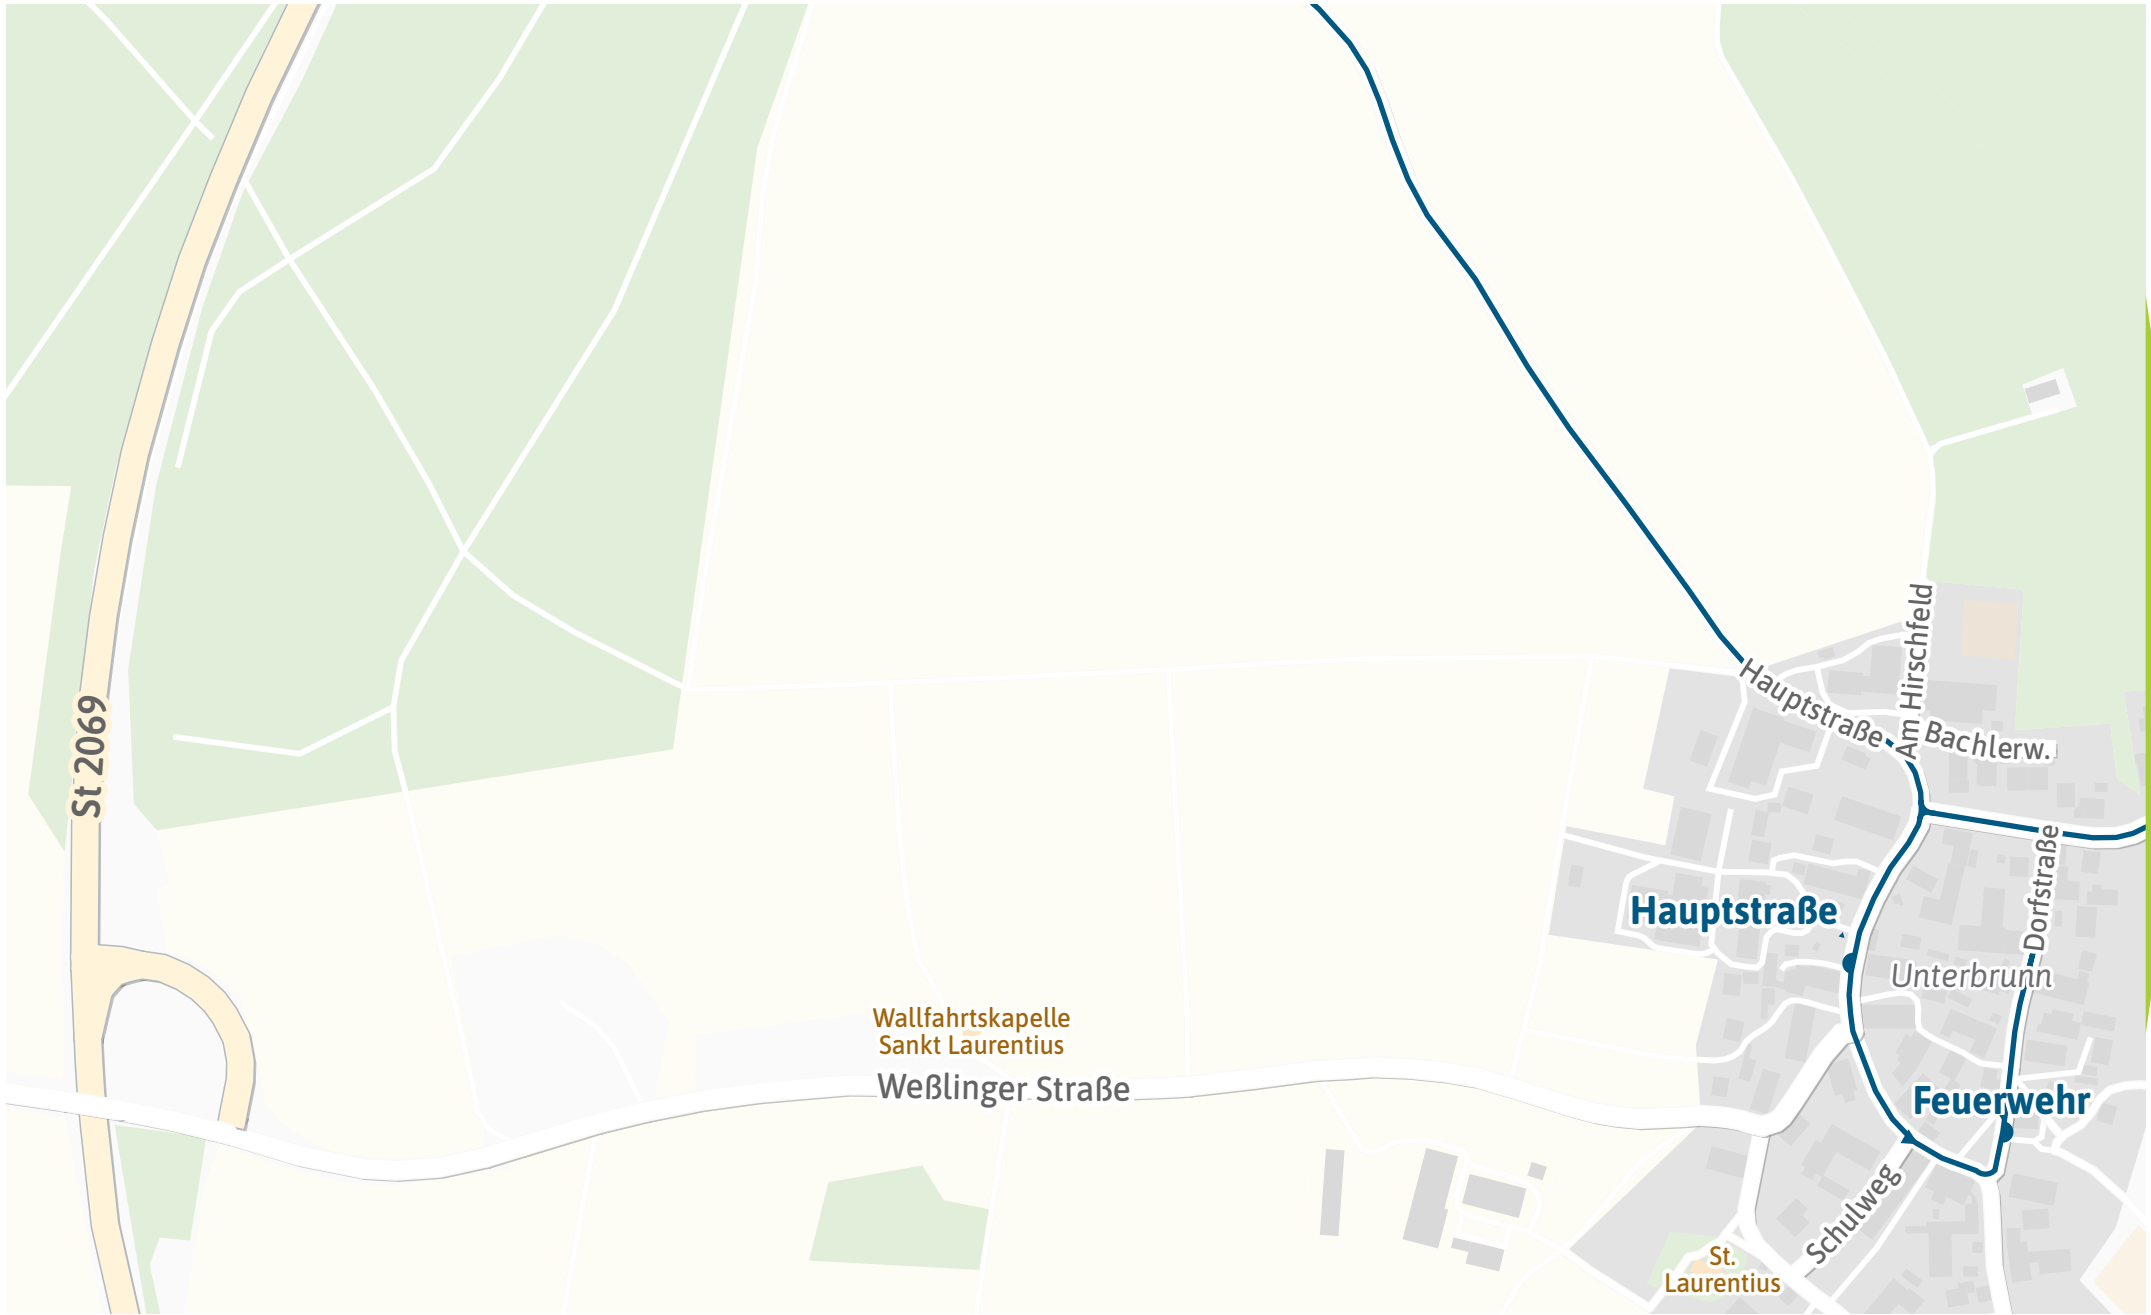 Am Hirschfeld
Hauptstraße
Bachlerw.
St 2069
Dorfstraße
Hauptstraße
Unterbrunn
Wallfahrtskapelle
Sankt Laurentius
Weßlinger Straße
Feuerwehr
Schulweg
St.
Laurentius